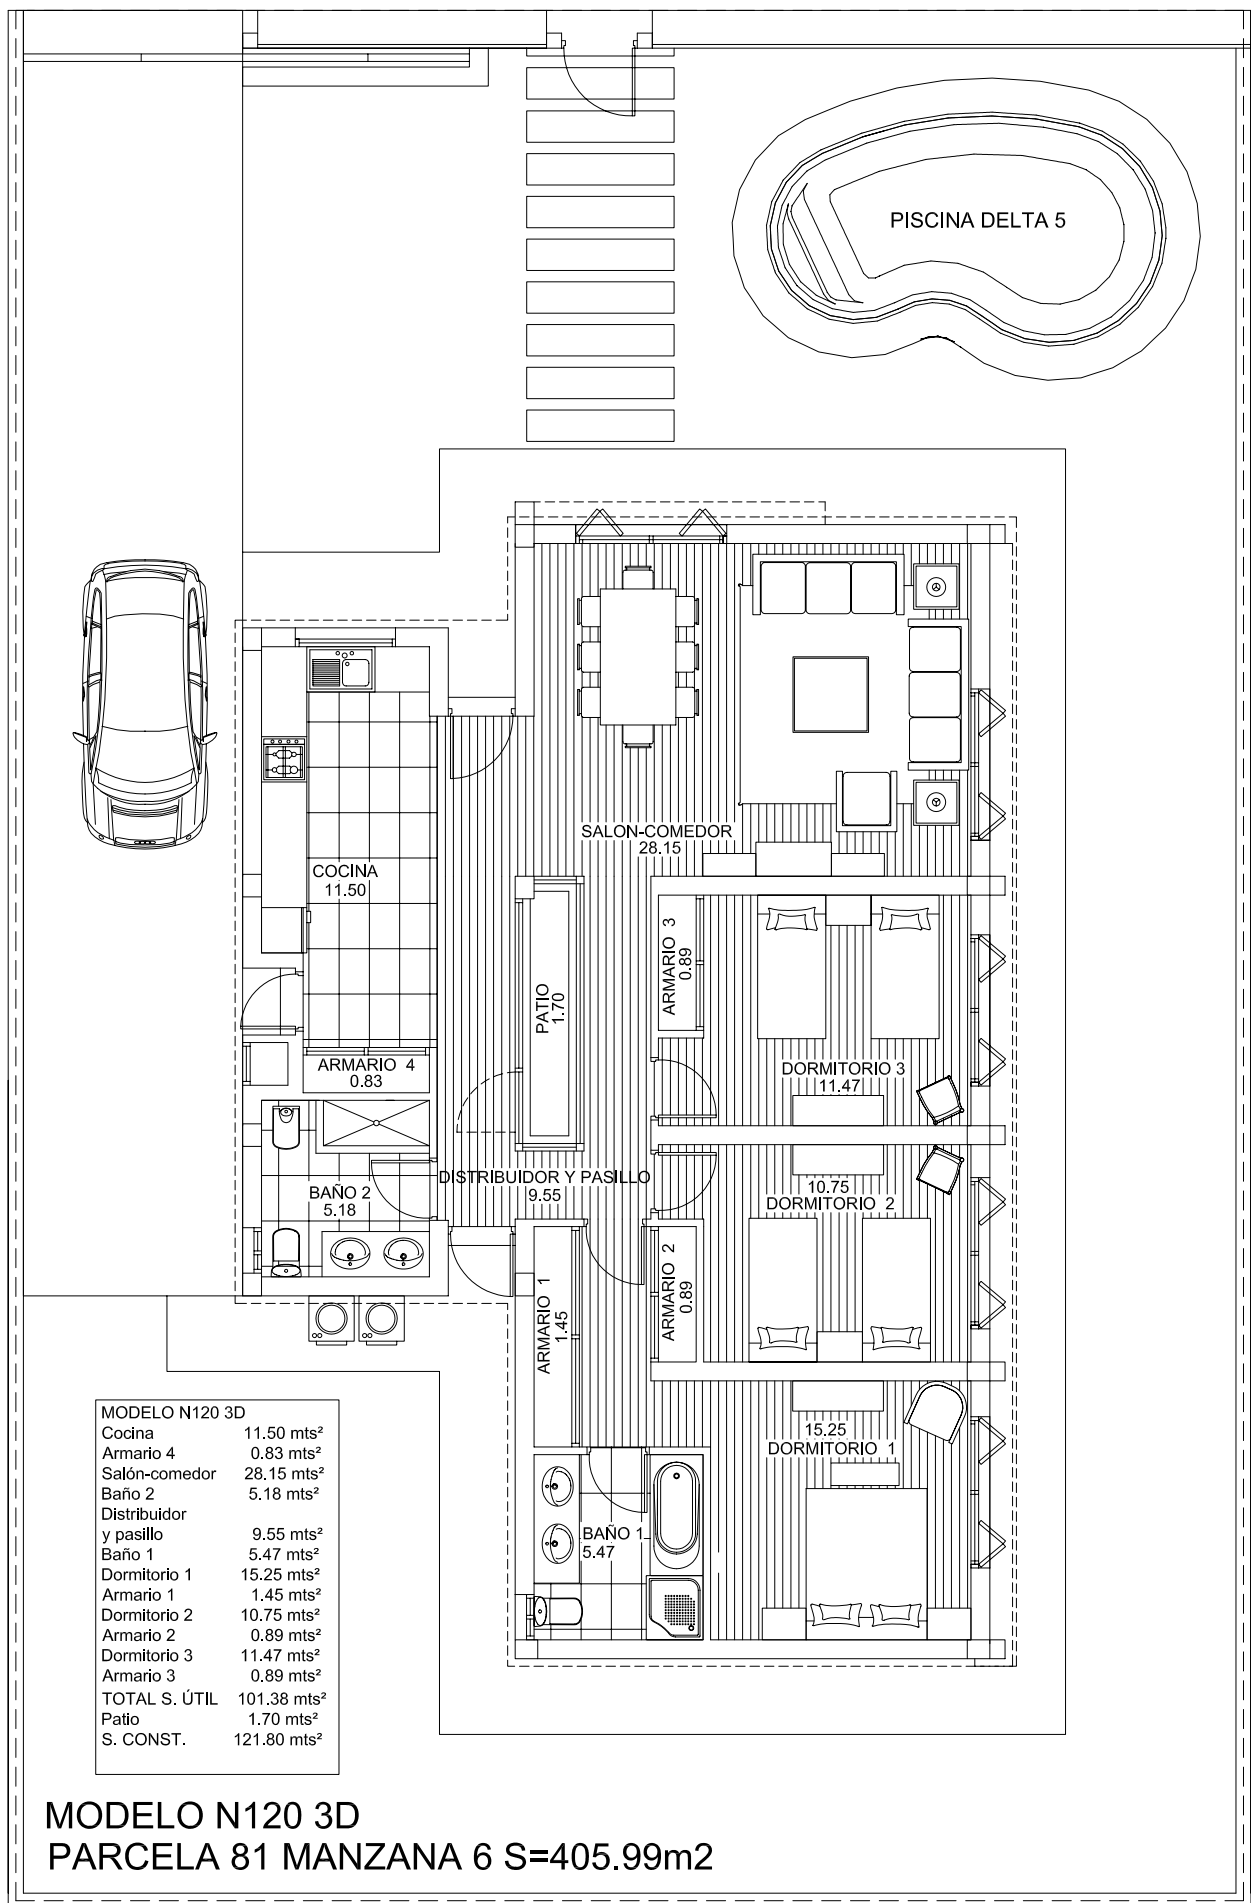 PISCINA DELTA 5
SALON-COMEDOR
28.15
COCINA
11.50
ARMARIO 3
0.89
PATIO
1.70
ARMARIO 4
0.83
DORMITORIO 3
11.47
DISTRIBUIDOR Y PASILLO
9.55
BAÑO 2
5.18
10.75
DORMITORIO 2
ARMARIO 2
0.89
ARMARIO 1
1.45
15.25
DORMITORIO 1
BAÑO 1
5.47
MODELO N120 3D
Cocina 11.50 mts²
Armario 4 0.83 mts²
Salón-comedor 28.15 mts²
Baño 2 5.18 mts²
Distribuidor
y pasillo 9.55 mts²
Baño 1 5.47 mts²
Dormitorio 1 15.25 mts²
Armario 1 1.45 mts²
Dormitorio 2 10.75 mts²
Armario 2 0.89 mts²
Dormitorio 3 11.47 mts²
Armario 3 0.89 mts²
TOTAL S. ÚTIL 101.38 mts²
Patio 1.70 mts²
S. CONST. 121.80 mts²
MODELO N120 3D
PARCELA 81 MANZANA 6 S=405.99m2